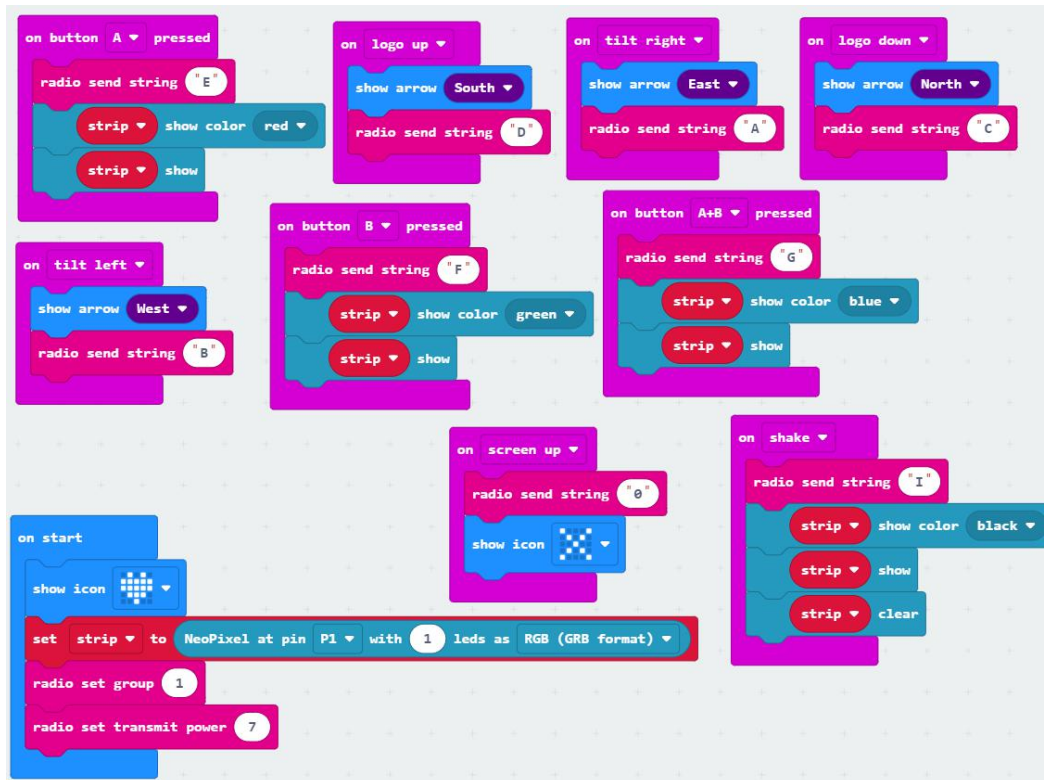 on button A pressed
radio send string "E"
strip show color red
strip show
on logo up
show arrow South
radio send string "D"
on tilt right
show arrow East
radio send string "A"
on logo down
show arrow North
radio send string "C"
on tilt left
show arrow West
radio send string "B"
on button B pressed
radio send string "F"
strip show color green
strip show
on button A+B pressed
radio send string "G"
strip show color blue
strip show
on screen up
radio send string "0"
show icon
on shake
radio send string "I"
strip show color black
strip show
strip clear
on start
show icon
set strip to NeoPixel at pin P1 with 1 leds as RGB (GRB format)
radio set group 1
radio set transmit power 7